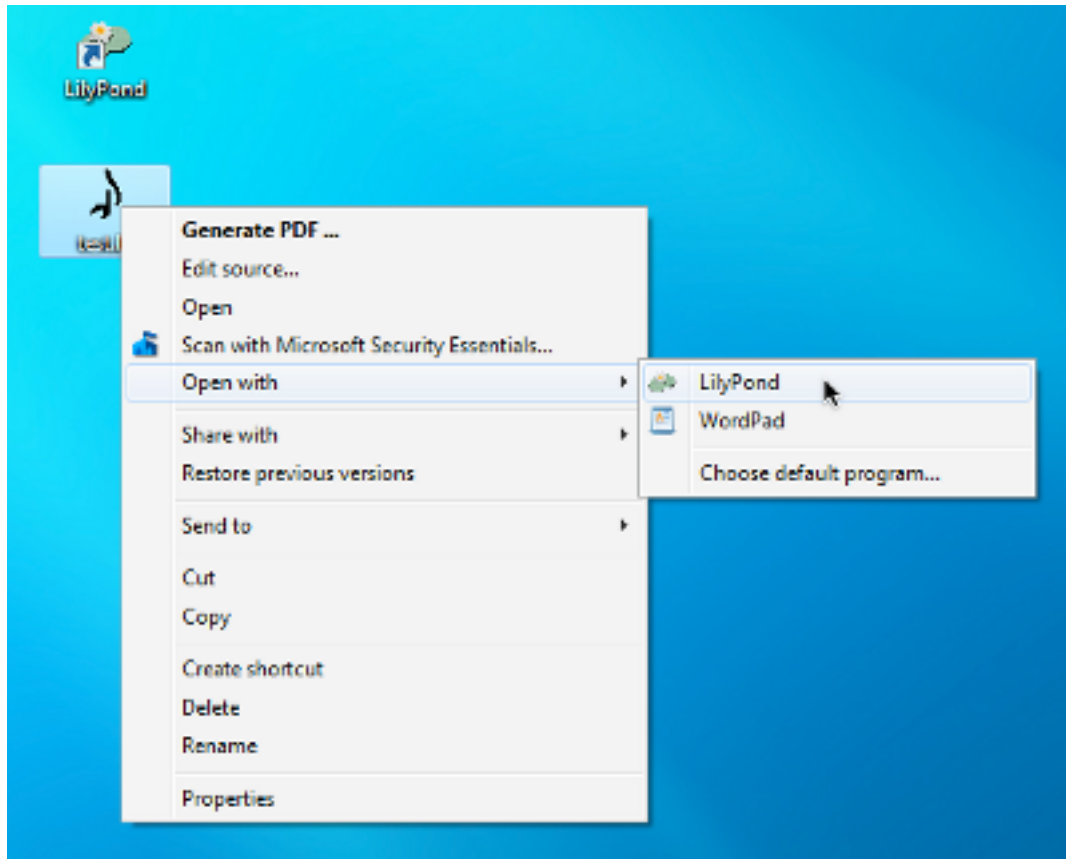 LilyPond
Generate PDF ...
Edit source...
Open
Scan with Microsoft Security Essentials...
Open with
LilyPond
WordPad
Choose default program...
Share with
Restore previous versions
Send to
Cut
Copy
Create shortcut
Delete
Rename
Properties